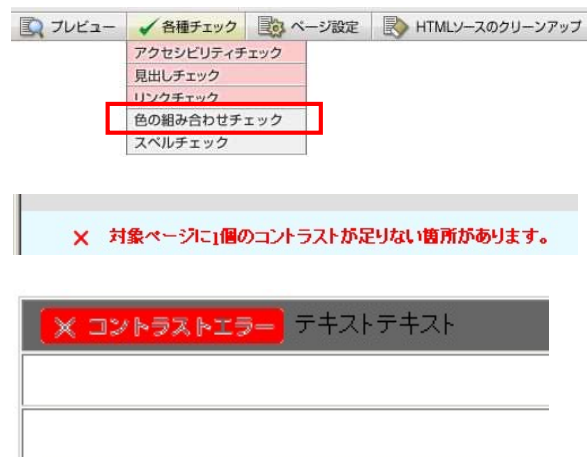 プレビュー 各種チェック ページ設定 HTMLソースのクリーンアップ
アクセシビリティチェック
見出しチェック
リンクチェック
色の組み合わせチェック
スペルチェック
× 対象ページに1個のコントラストが足りない箇所があります。
× コントラストエラー テキストテキスト